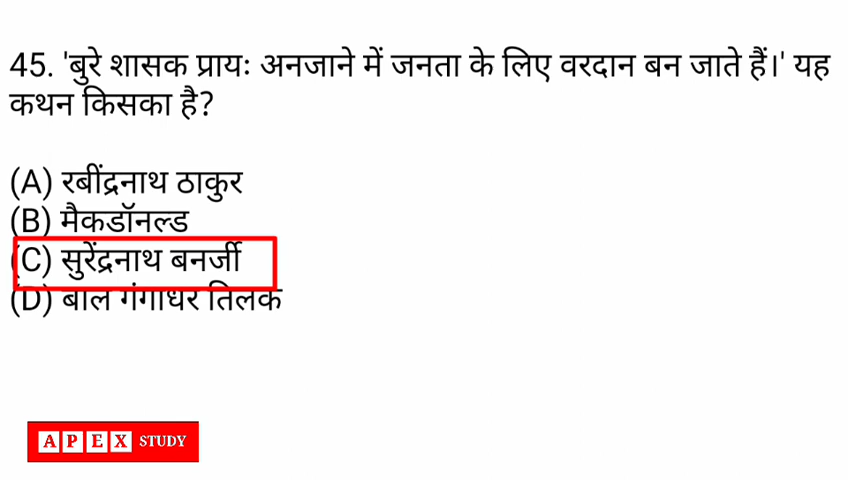 45. 'बुरे शासक प्रायः अनजाने में जनता के लिए वरदान बन जाते हैं।' यह
कथन किसका है?
(A) रबींद्रनाथ ठाकुर
(B) मैकडॉनल्ड
(C) सुरेंद्रनाथ बनर्जी
(D) बाल गंगाधर तिलक
APEX STUDY